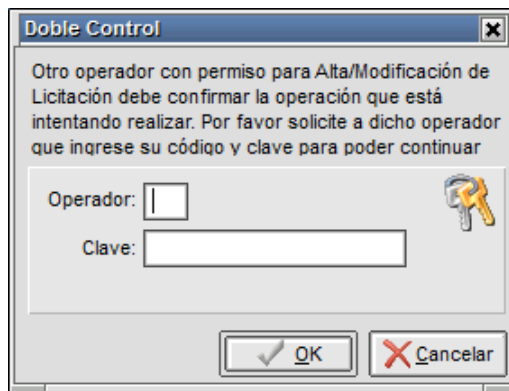 Doble Control
Otro operador con permiso para Alta/Modificación de
Licitación debe confirmar la operación que está
intentando realizar. Por favor solicite a dicho operador
que ingrese su código y clave para poder continuar
Operador:
Clave:
OK
Cancelar